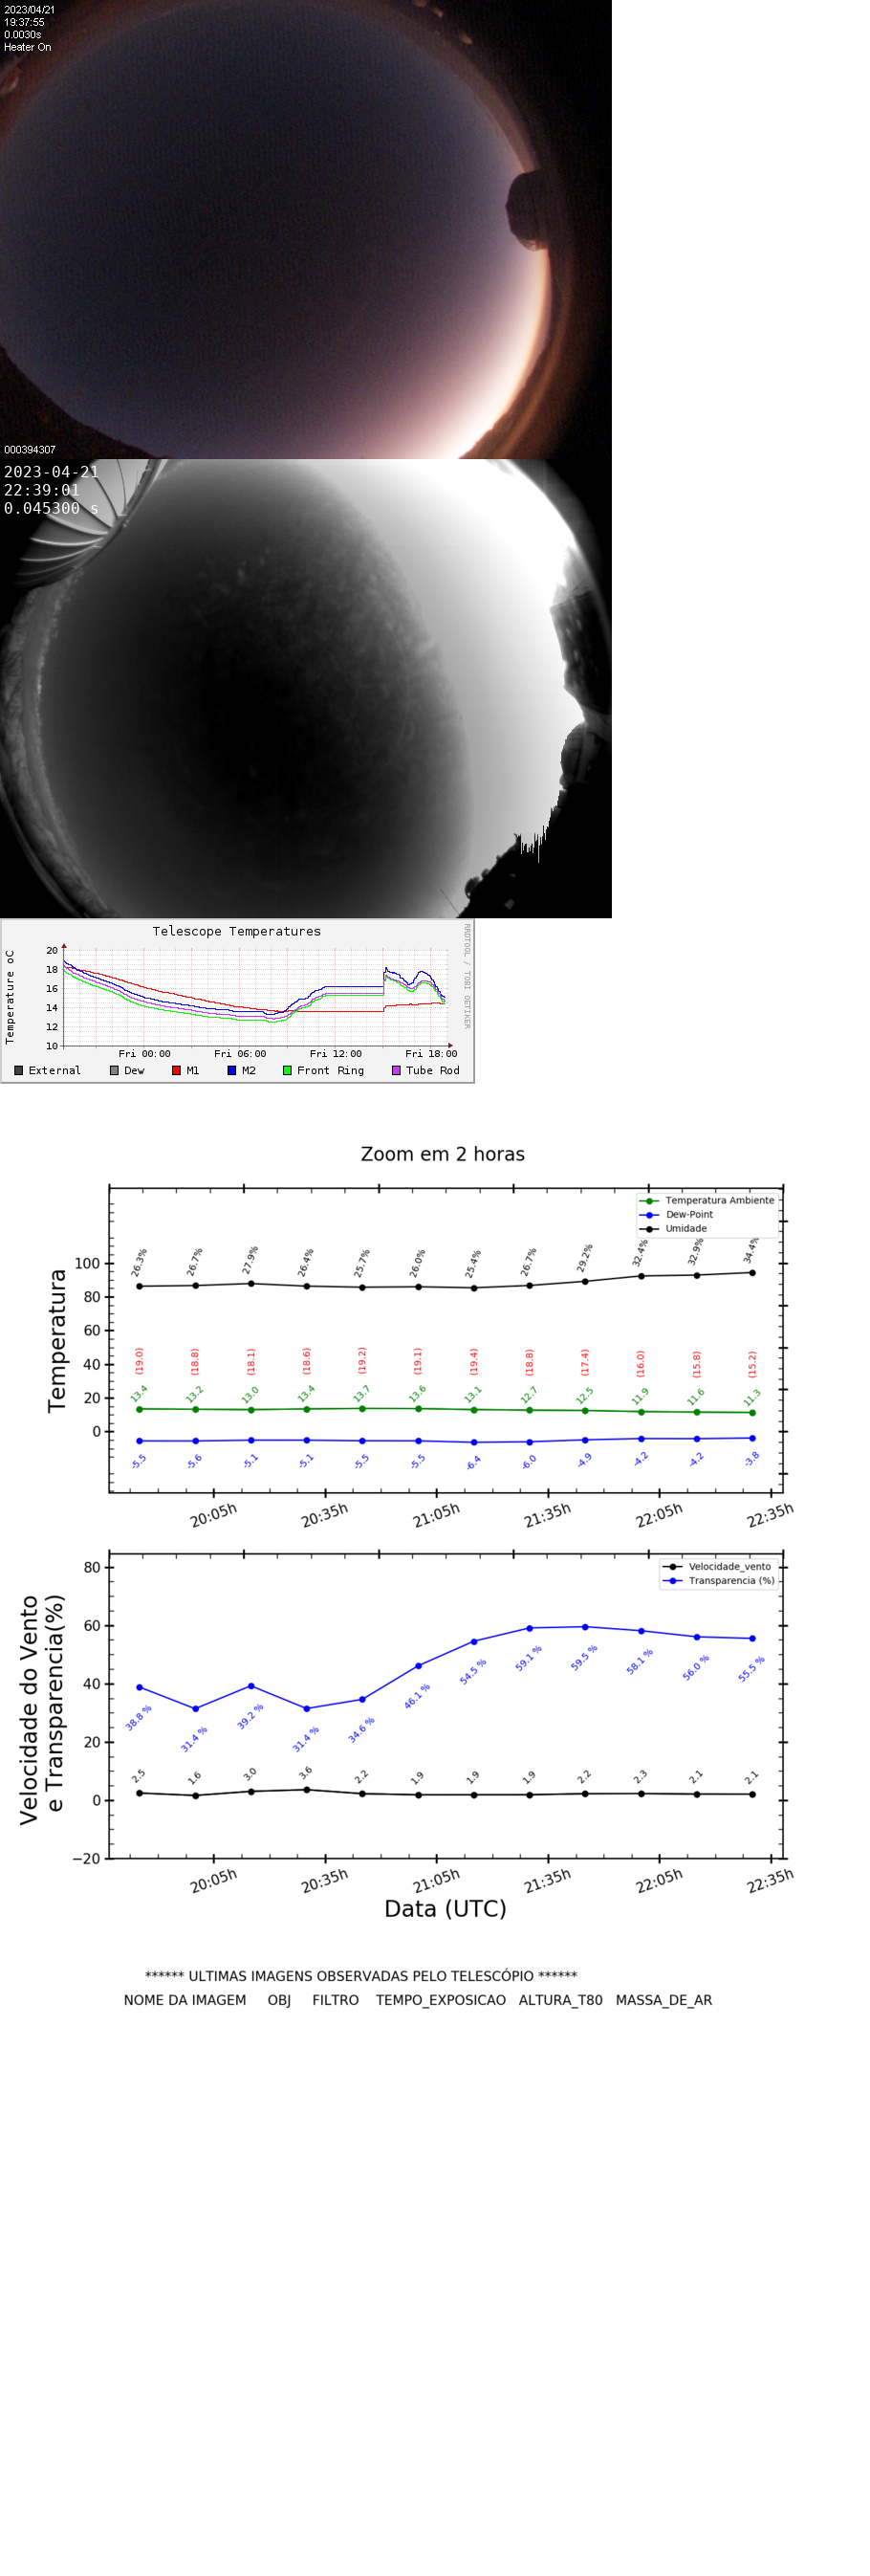 2023/04/21
19:37:55
0.0030s
Heater On
000394307
2023-04-21
22:39:01
0.045300 s
Telescope Temperatures
RRDTOOL / TOBI OETIKER
Temperature oC
20
18
16
14
12
10
Fri 00:00 Fri 06:00 Fri 12:00 Fri 18:00
External Dew M1 M2 Front Ring Tube Rod
Zoom em 2 horas
Temperatura Ambiente
Dew-Point
Umidade
Temperatura
100
80
60
40
20
0
26.3% 26.7% 27.9% 26.4% 25.7% 26.0% 25.4% 26.7% 29.2% 32.4% 32.9% 34.4%
(19.0) (18.8) (18.1) (18.6) (19.2) (19.1) (19.4) (18.8) (17.4) (16.0) (15.8) (15.2)
13.4 13.2 13.0 13.4 13.7 13.6 13.1 12.7 12.5 11.9 11.6 11.3
-5.5 -5.6 -5.1 -5.1 -5.5 -5.5 -6.4 -6.0 -4.9 -4.2 -4.2 -3.8
20:05h 20:35h 21:05h 21:35h 22:05h 22:35h
Velocidade_vento
Transparencia (%)
Velocidade do Vento
e Transparencia(%)
80
60
40
20
0
−20
38.8 % 31.4 % 39.2 % 31.4 % 34.6 % 46.1 % 54.5 % 59.1 % 59.5 % 58.1 % 56.0 % 55.5 %
2.5 1.6 3.0 3.6 2.2 1.9 1.9 1.9 2.2 2.3 2.1 2.1
20:05h 20:35h 21:05h 21:35h 22:05h 22:35h
Data (UTC)
****** ULTIMAS IMAGENS OBSERVADAS PELO TELESCÓPIO ******
NOME DA IMAGEM OBJ FILTRO TEMPO_EXPOSICAO ALTURA_T80 MASSA_DE_AR